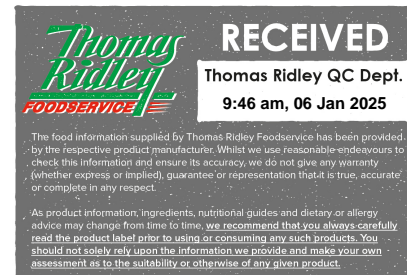 Thomas
Ridley
FOODSERVICE
RECEIVED
Thomas Ridley QC Dept.
9:46 am, 06 Jan 2025
The food information supplied by Thomas Ridley Foodservice has been provided
by the respective product manufacturer. Whilst we use reasonable endeavours to
check this information and ensure its accuracy, we do not give any warranty
(whether express or implied), guarantee or representation that it is true, accurate
or complete in any respect.
As product information, ingredients, nutritional guides and dietary or allergy
advice may change from time to time, we recommend that you always carefully
read the product label prior to using or consuming any such products. You
should not solely rely upon the information we provide and make your own
assessment as to the suitability or otherwise of any given product.